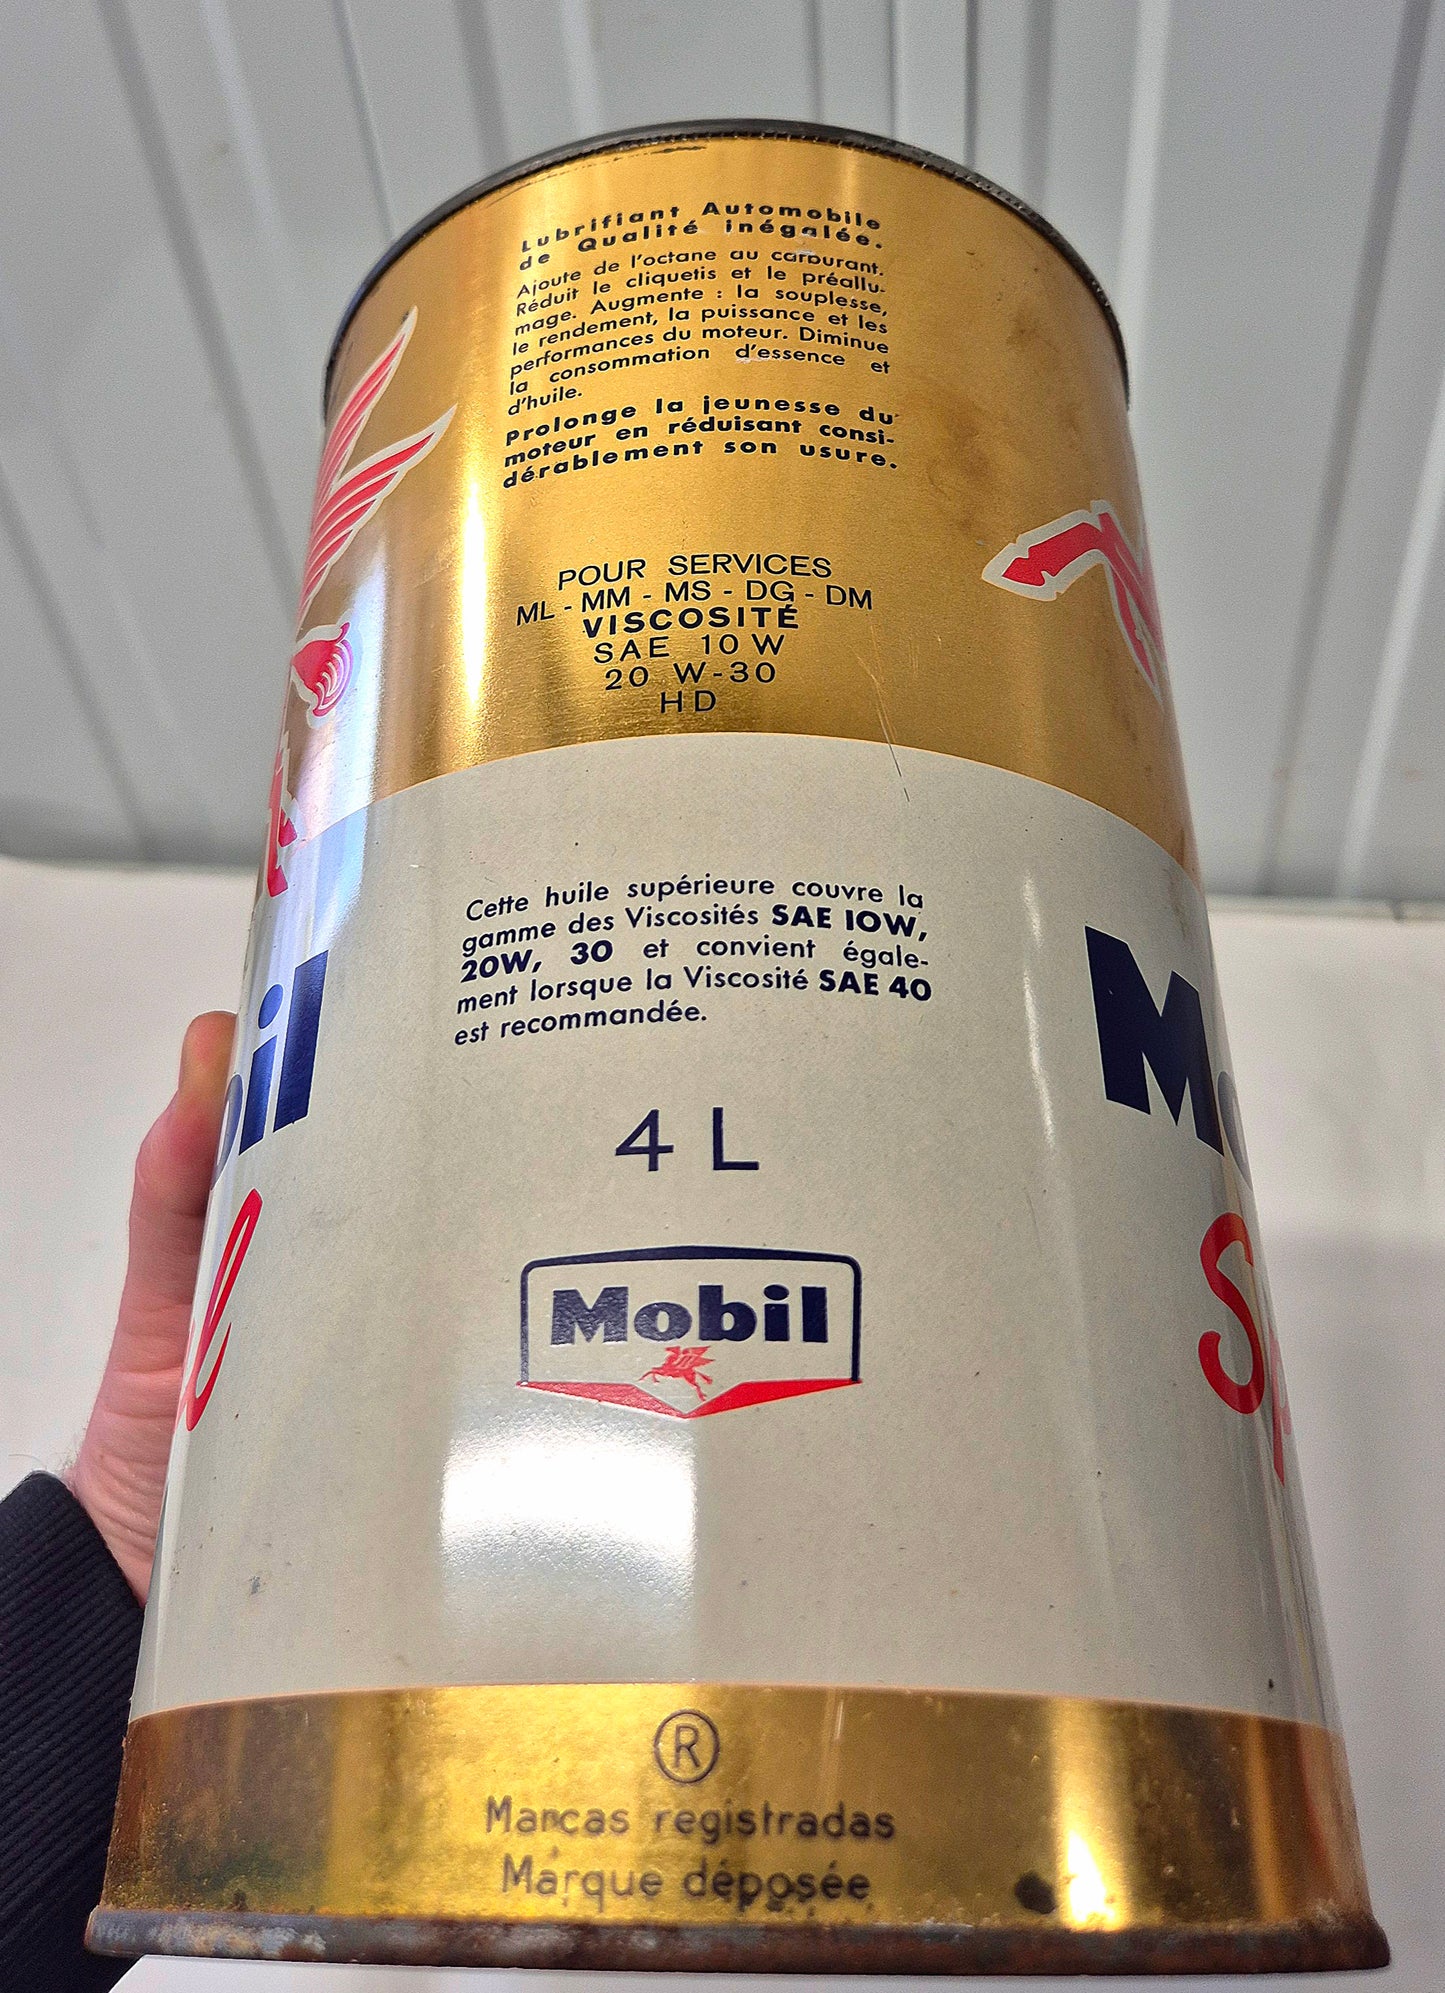 Lubrifiant Automobile
de Qualité inégalée.
Ajoute de l'octane au carburant.
Réduit le cliquetis et le préallu-
mage. Augmente : la souplesse,
le rendement, la puissance et les
performances du moteur. Diminue
la consommation d'essence et
d'huile.
Prolonge la jeunesse du
moteur en réduisant consi-
dérablement son usure.
POUR SERVICES
ML - MM - MS - DG - DM
VISCOSITÉ
SAE 10 W
20 W-30
HD
Cette huile supérieure couvre la
gamme des Viscosités SAE 10W,
20W, 30 et convient égale-
ment lorsque la Viscosité SAE 40
est recommandée.
4 L
Mobil
®
Marcas registradas
Marque déposée